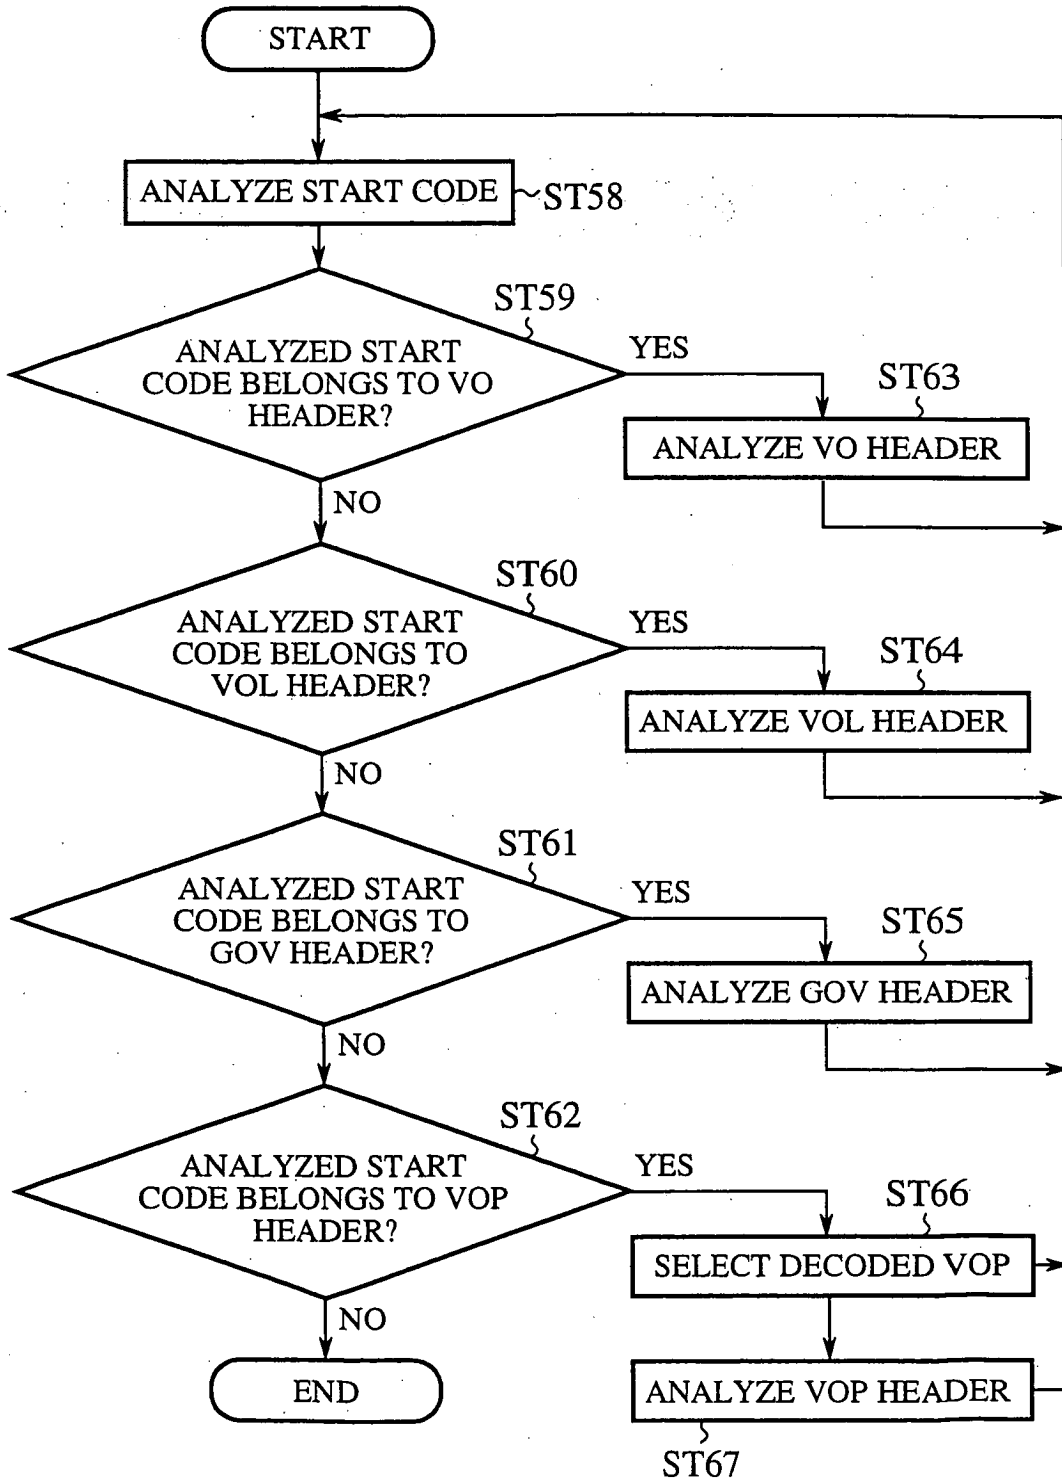 START
ANALYZE START CODE
ST58
ST59
ANALYZED START
CODE BELONGS TO VO
HEADER?
YES
ST63
ANALYZE VO HEADER
NO
ST60
ANALYZED START
CODE BELONGS TO
VOL HEADER?
YES
ST64
ANALYZE VOL HEADER
NO
ST61
ANALYZED START
CODE BELONGS TO
GOV HEADER?
YES
ST65
ANALYZE GOV HEADER
NO
ST62
ANALYZED START
CODE BELONGS TO VOP
HEADER?
YES
ST66
SELECT DECODED VOP
NO
END
ANALYZE VOP HEADER
ST67